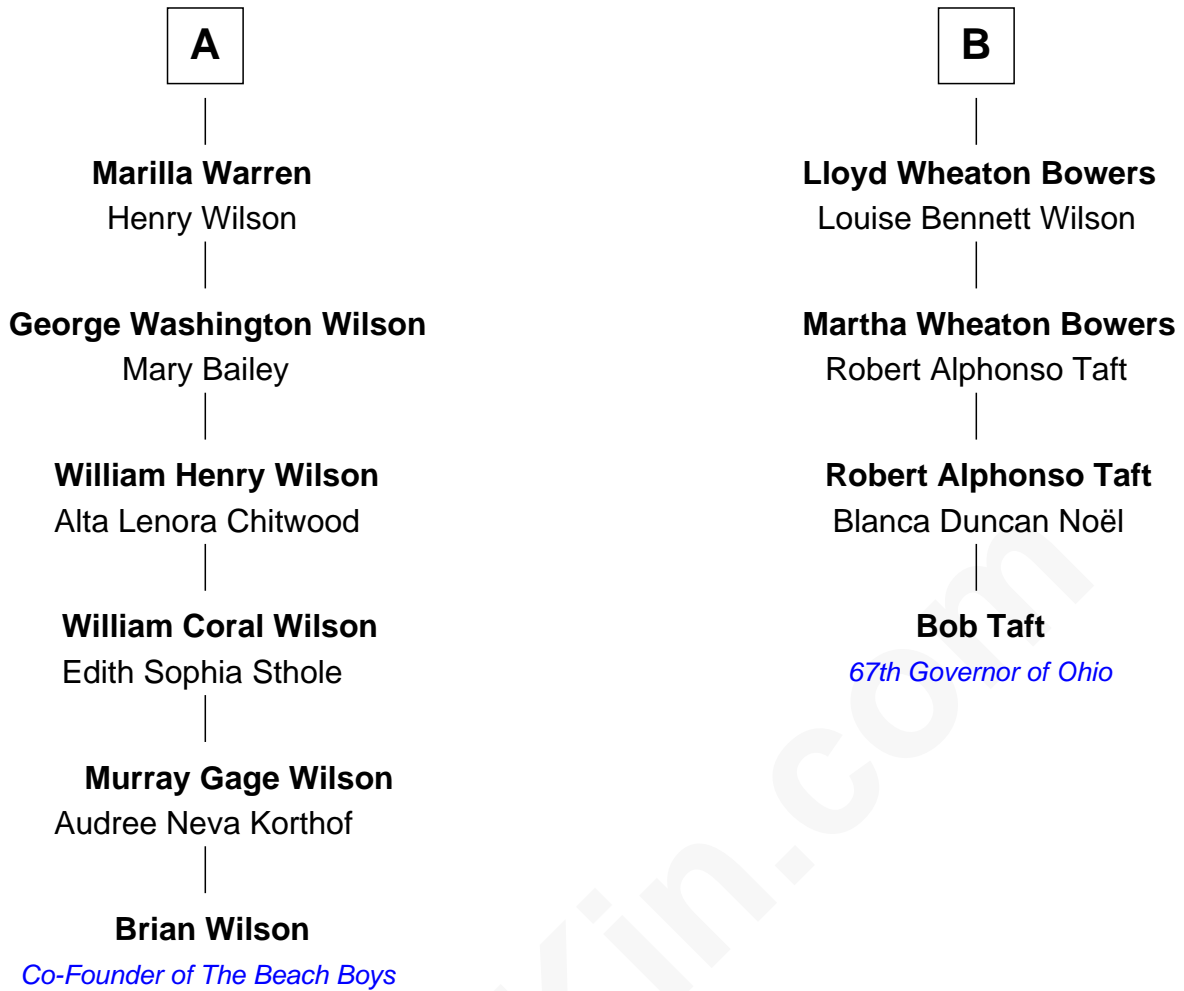 A
Marilla Warren
Henry Wilson
George Washington Wilson
Mary Bailey
William Henry Wilson
Alta Lenora Chitwood
William Coral Wilson
Edith Sophia Sthole
Murray Gage Wilson
Audree Neva Korthof
Brian Wilson
Co-Founder of The Beach Boys
B
Lloyd Wheaton Bowers
Louise Bennett Wilson
Martha Wheaton Bowers
Robert Alphonso Taft
Robert Alphonso Taft
Blanca Duncan Noël
Bob Taft
67th Governor of Ohio
Kin.com